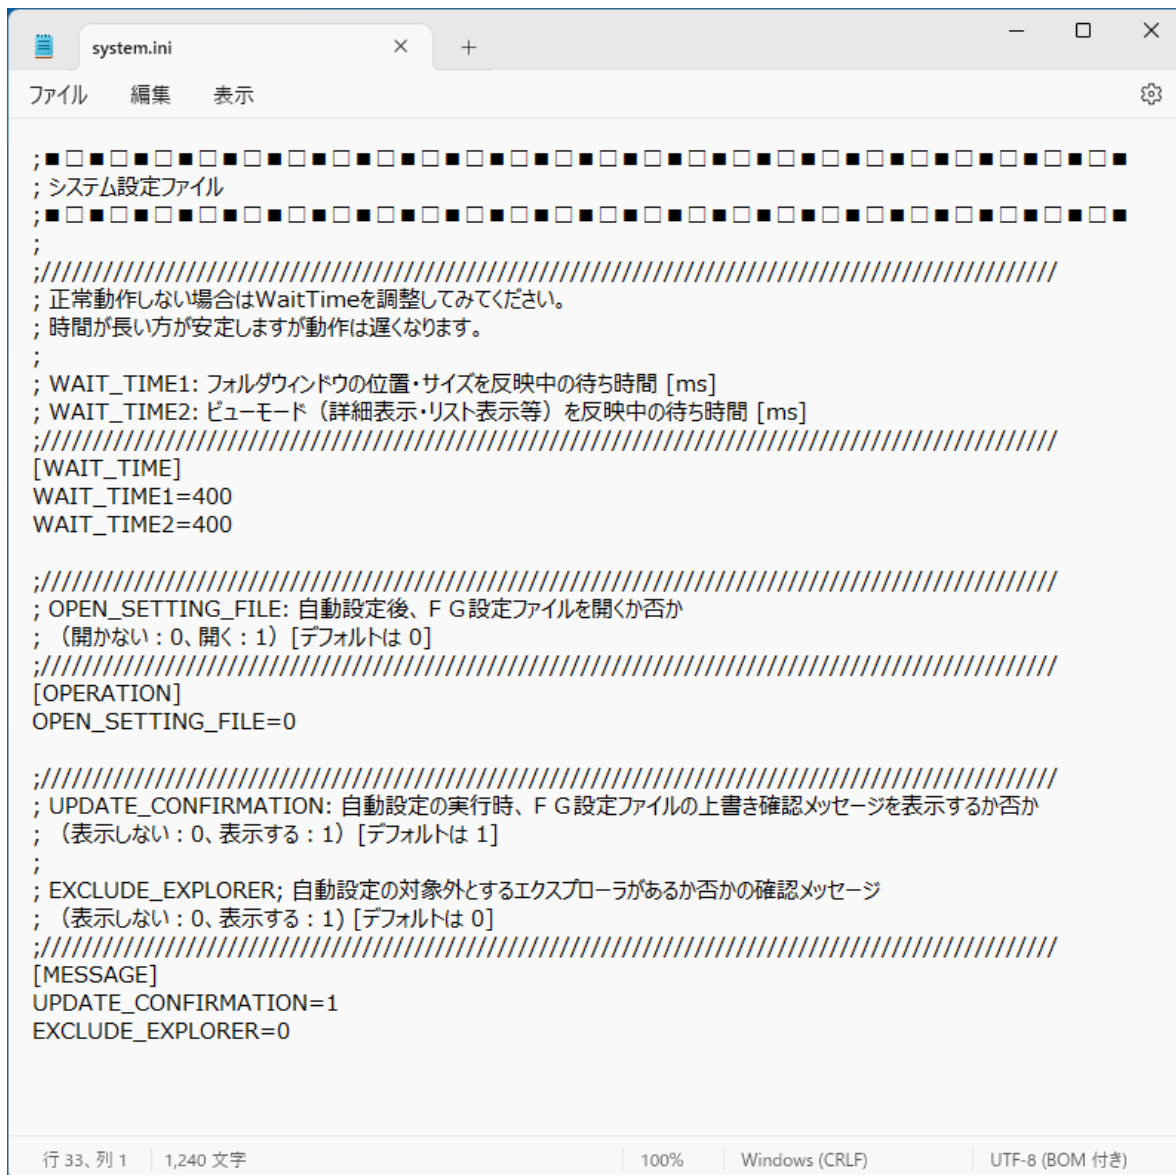 system.ini
ファイル 編集 表示
;■□■□■□■□■□■□■□■□■□■□■□■□■□■□■□■□■□■□■□■□■□■□■□■□■
; システム設定ファイル
;■□■□■□■□■□■□■□■□■□■□■□■□■□■□■□■□■□■□■□■□■□■□■□■□■
;
;//////////////////////////////////////////////////////////////////////////////////////////////////
; 正常動作しない場合はWaitTimeを調整してみてください。
; 時間が長い方が安定しますが動作は遅くなります。
;
; WAIT_TIME1: フォルダウィンドウの位置・サイズを反映中の待ち時間 [ms]
; WAIT_TIME2: ビューモード（詳細表示・リスト表示等）を反映中の待ち時間 [ms]
;//////////////////////////////////////////////////////////////////////////////////////////////////
[WAIT_TIME]
WAIT_TIME1=400
WAIT_TIME2=400
;//////////////////////////////////////////////////////////////////////////////////////////////////
; OPEN_SETTING_FILE: 自動設定後、ＦＧ設定ファイルを開くか否か
; （開かない：0、開く：1）[デフォルトは 0]
;//////////////////////////////////////////////////////////////////////////////////////////////////
[OPERATION]
OPEN_SETTING_FILE=0
;//////////////////////////////////////////////////////////////////////////////////////////////////
; UPDATE_CONFIRMATION: 自動設定の実行時、ＦＧ設定ファイルの上書き確認メッセージを表示するか否か
; （表示しない：0、表示する：1）[デフォルトは 1]
;
; EXCLUDE_EXPLORER; 自動設定の対象外とするエクスプローラがあるか否かの確認メッセージ
; （表示しない：0、表示する：1) [デフォルトは 0]
;//////////////////////////////////////////////////////////////////////////////////////////////////
[MESSAGE]
UPDATE_CONFIRMATION=1
EXCLUDE_EXPLORER=0
行 33、列 1 1,240 文字 100% Windows (CRLF) UTF-8 (BOM 付き)